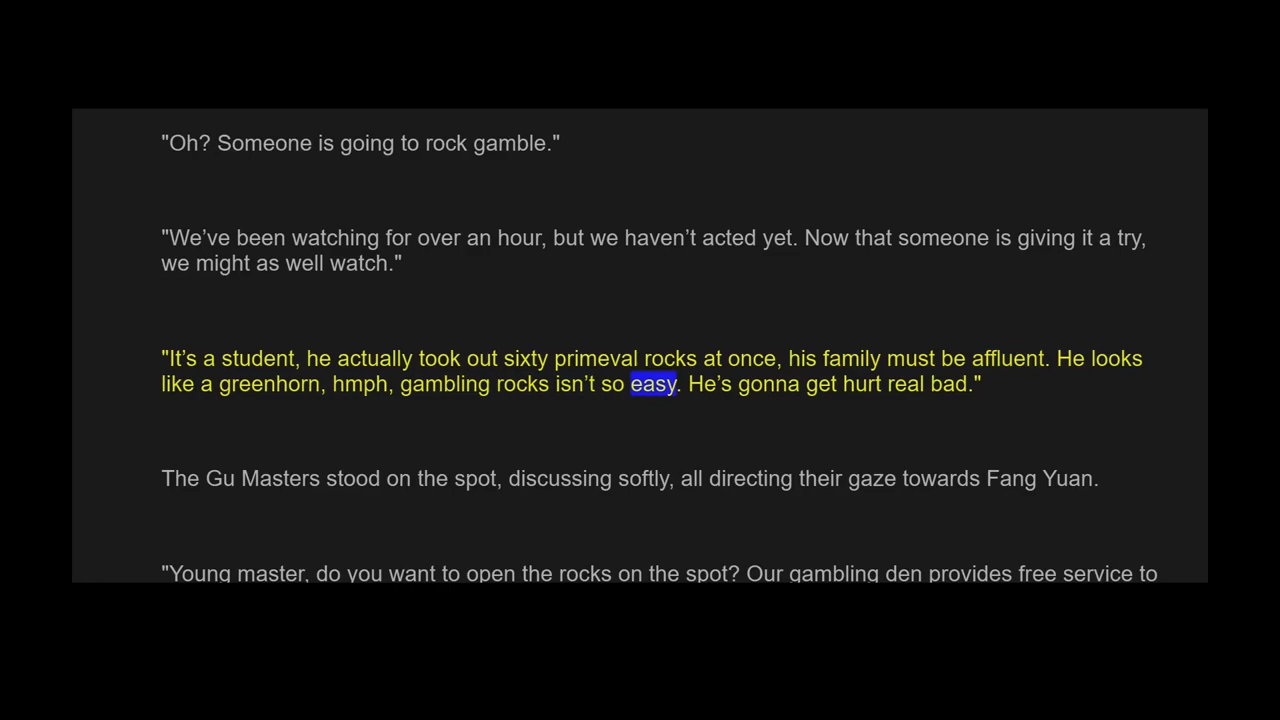 "Oh? Someone is going to rock gamble."
"We’ve been watching for over an hour, but we haven’t acted yet. Now that someone is giving it a try,
we might as well watch."
"It’s a student, he actually took out sixty primeval rocks at once, his family must be affluent. He looks
like a greenhorn, hmph, gambling rocks isn’t so easy. He’s gonna get hurt real bad."
The Gu Masters stood on the spot, discussing softly, all directing their gaze towards Fang Yuan.
"Young master, do you want to open the rocks on the spot? Our gambling den provides free service to